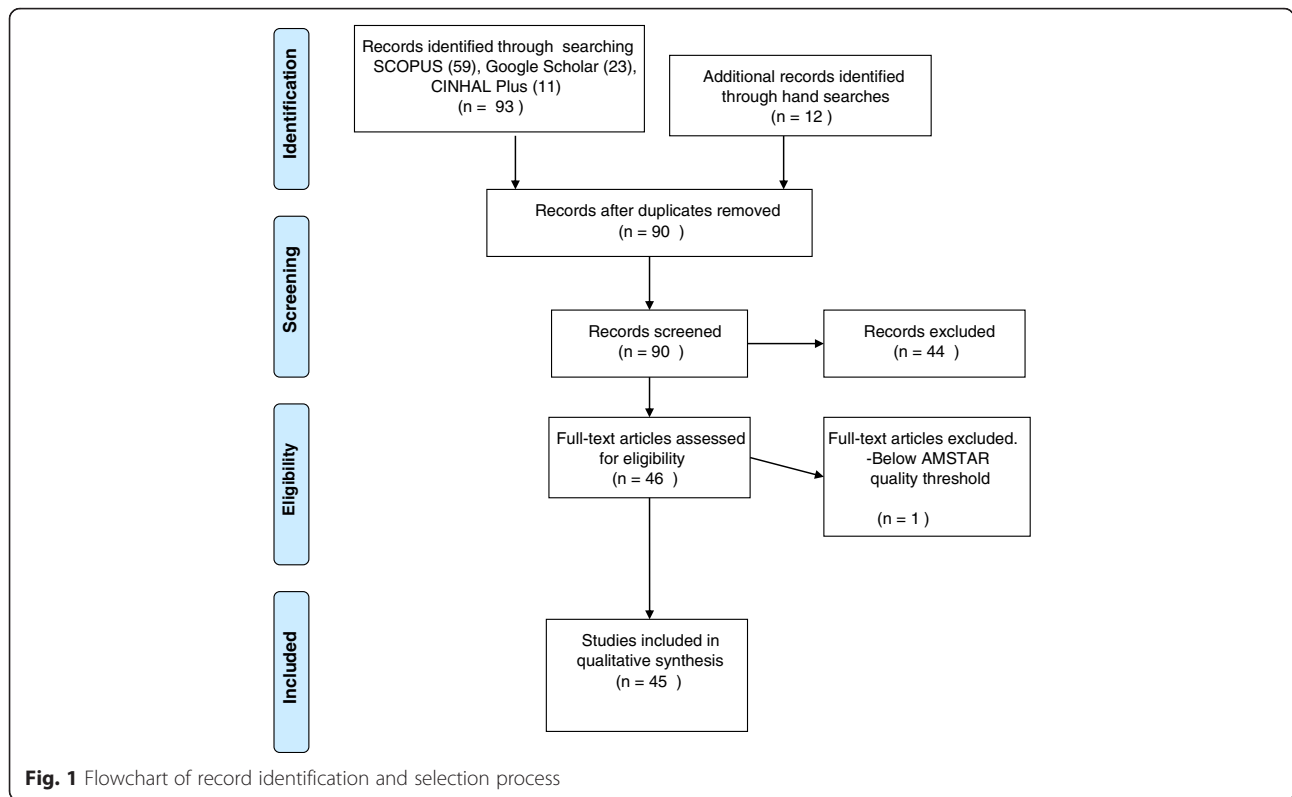 Identification
Records identified through searching
SCOPUS (59), Google Scholar (23),
CINHAL Plus (11)
(n = 93 )
Additional records identified
through hand searches
(n = 12 )
Records after duplicates removed
(n = 90 )
Screening
Records screened
(n = 90 )
Records excluded
(n = 44 )
Eligibility
Full-text articles assessed
for eligibility
(n = 46 )
Full-text articles excluded.
-Below AMSTAR
quality threshold
(n = 1 )
Included
Studies included in
qualitative synthesis
(n = 45 )
Fig. 1 Flowchart of record identification and selection process